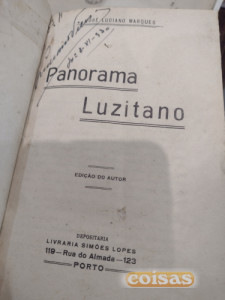 LUCIANO MARQUES
Panorama
Luzitano
EDIÇÃO DO AUTOR
DEPOSITARIA
LIVRARIA SIMÕES LOPES
119—Rua do Almada—123
PORTO
coisas